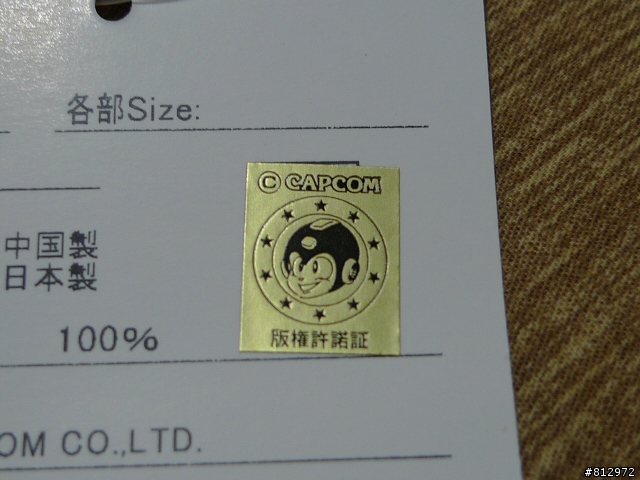 各部Size:
© CAPCOM
中国製
日本製
版権許諾証
100%
OM CO.,LTD.
#812972